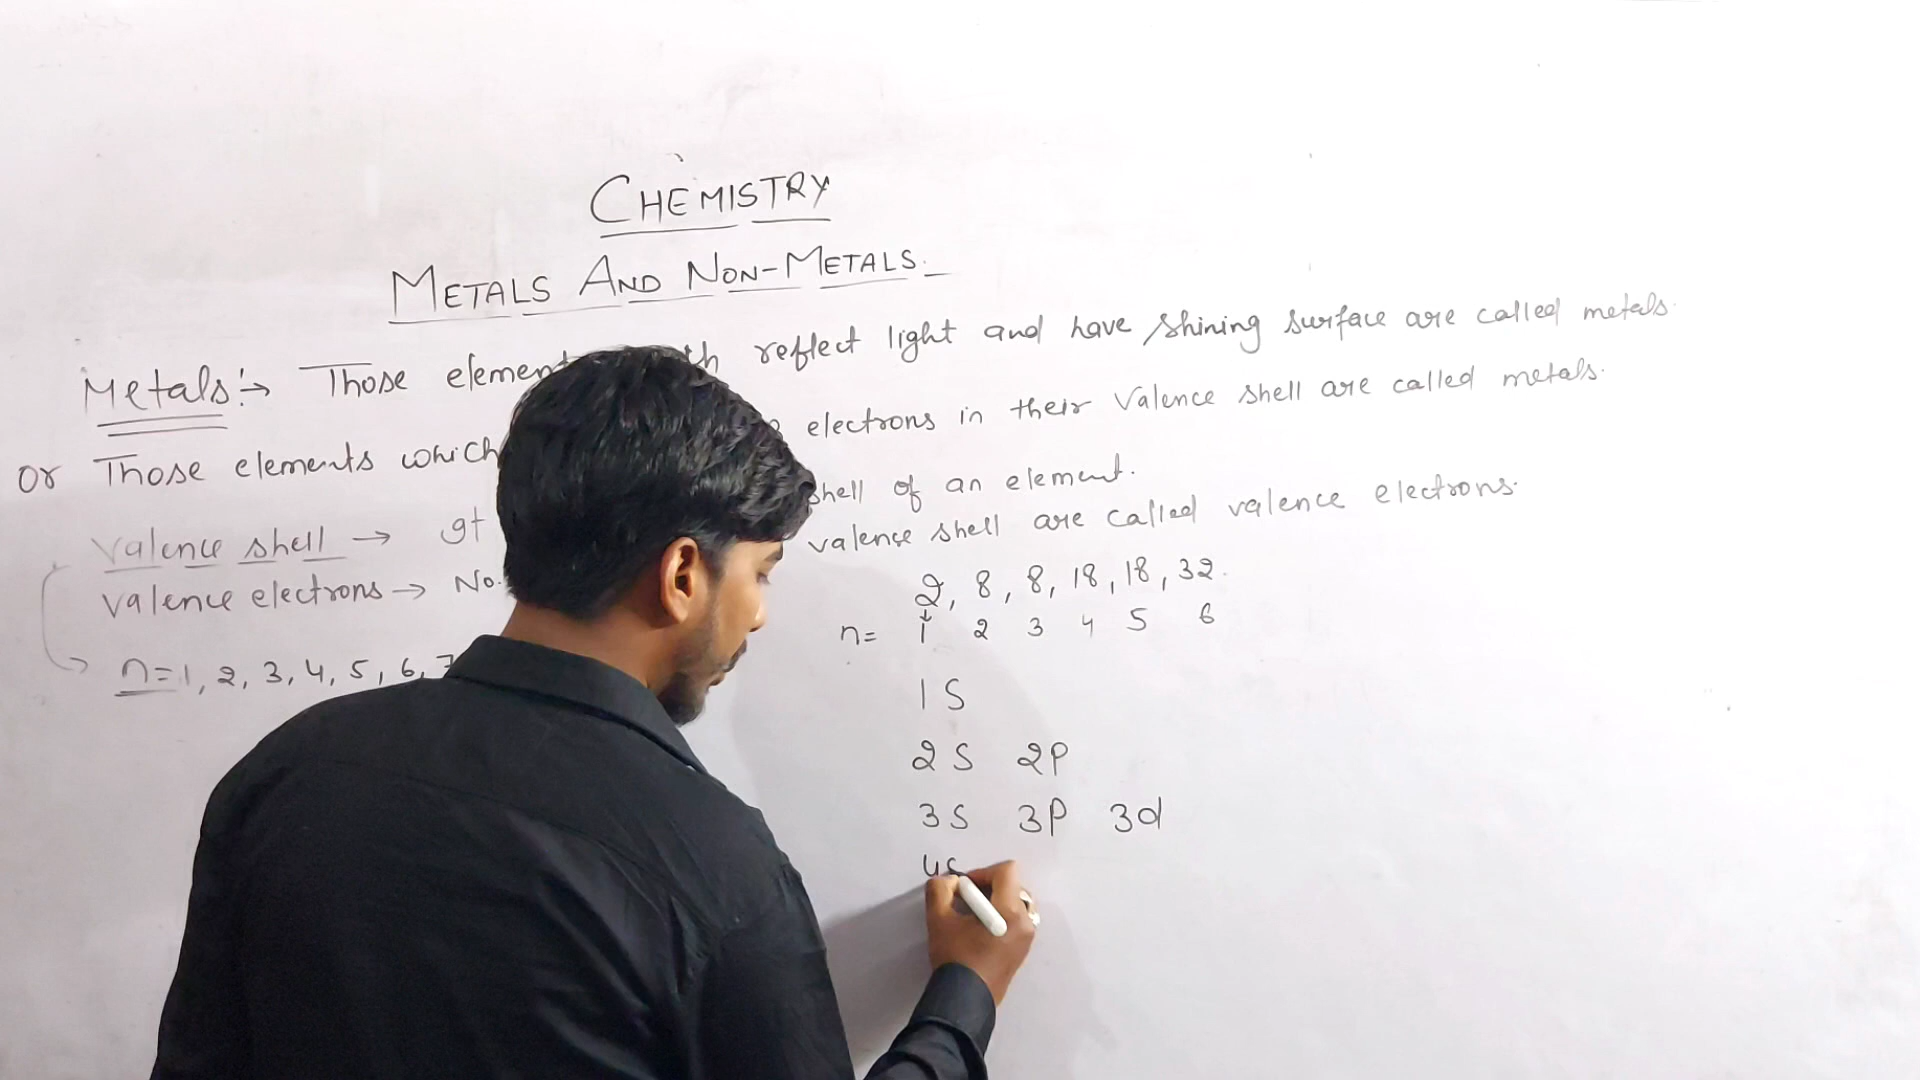 CHEMISTRY
METALS AND NON-METALS.
Metals:→ Those reflect light and have shining surface are called metals.
Or Those elements which electrons in their Valence shell are called metals.
Valence shell → shell of an element.
valence electrons → No. valence shell are called valence electrons.
2, 8, 8, 18, 18, 32.
n= 1 2 3 4 5 6
n=1, 2, 3, 4, 5, 6, 7
1S
2S 2P
3S 3P 3d
4S